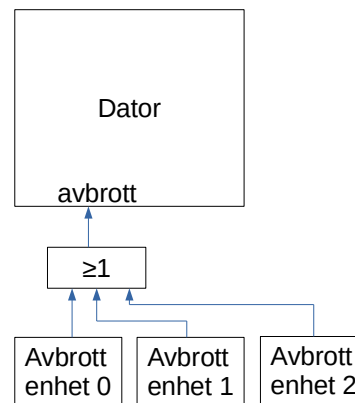 Dator
avbrott
≥1
Avbrott
enhet 0
Avbrott
enhet 1
Avbrott
enhet 2